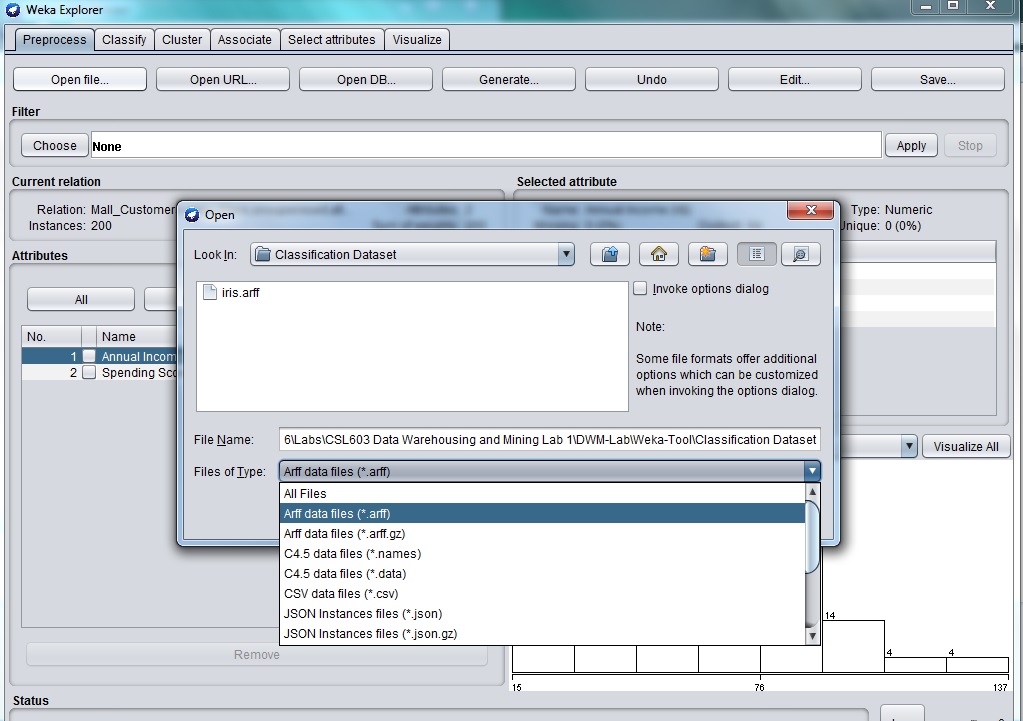 Weka Explorer
Preprocess Classify Cluster Associate Select attributes Visualize
Open file... Open URL... Open DB... Generate... Undo Edit... Save...
Filter
Choose None Apply Stop
Current relation
Relation: Mall_Customer
Instances: 200
Selected attribute
Type: Numeric
Unique: 0 (0%)
Attributes
All
No. Name
1 Annual Incom
2 Spending Sco
Remove
Status
Open
Look In: Classification Dataset
iris.arff
Invoke options dialog
Note:
Some file formats offer additional
options which can be customized
when invoking the options dialog.
File Name: 6\Labs\CSL603 Data Warehousing and Mining Lab 1\DWM-Lab\Weka-Tool\Classification Dataset
Files of Type: Arff data files (*.arff)
All Files
Arff data files (*.arff)
Arff data files (*.arff.gz)
C4.5 data files (*.names)
C4.5 data files (*.data)
CSV data files (*.csv)
JSON Instances files (*.json)
JSON Instances files (*.json.gz)
Visualize All
14
4
4
15 76 137